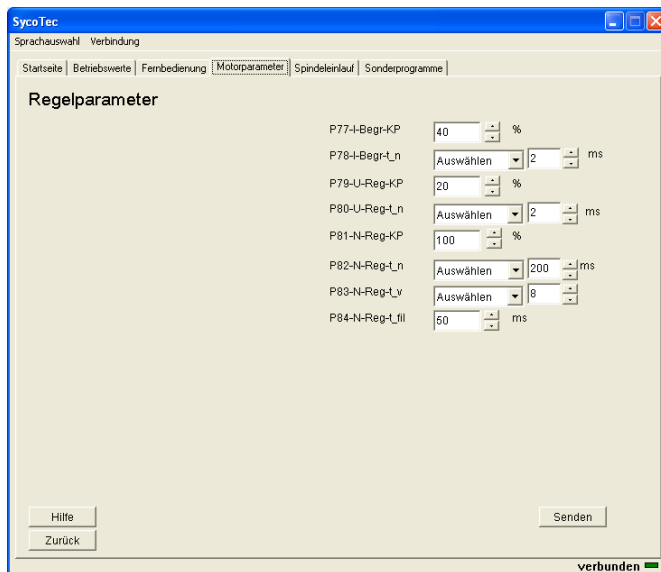 SycoTec
Sprachauswahl Verbindung
Startseite Betriebswerte Fernbedienung Motorparameter Spindeleinlauf Sonderprogramme
Regelparameter
P77-I-Begr-KP 40 %
P78-I-Begr-t_n Auswählen 2 ms
P79-U-Reg-KP 20 %
P80-U-Reg-t_n Auswählen 2 ms
P81-N-Reg-KP 100 %
P82-N-Reg-t_n Auswählen 200 ms
P83-N-Reg-t_v Auswählen 8
P84-N-Reg-t_fil 50 ms
Hilfe Senden
Zurück
verbunden